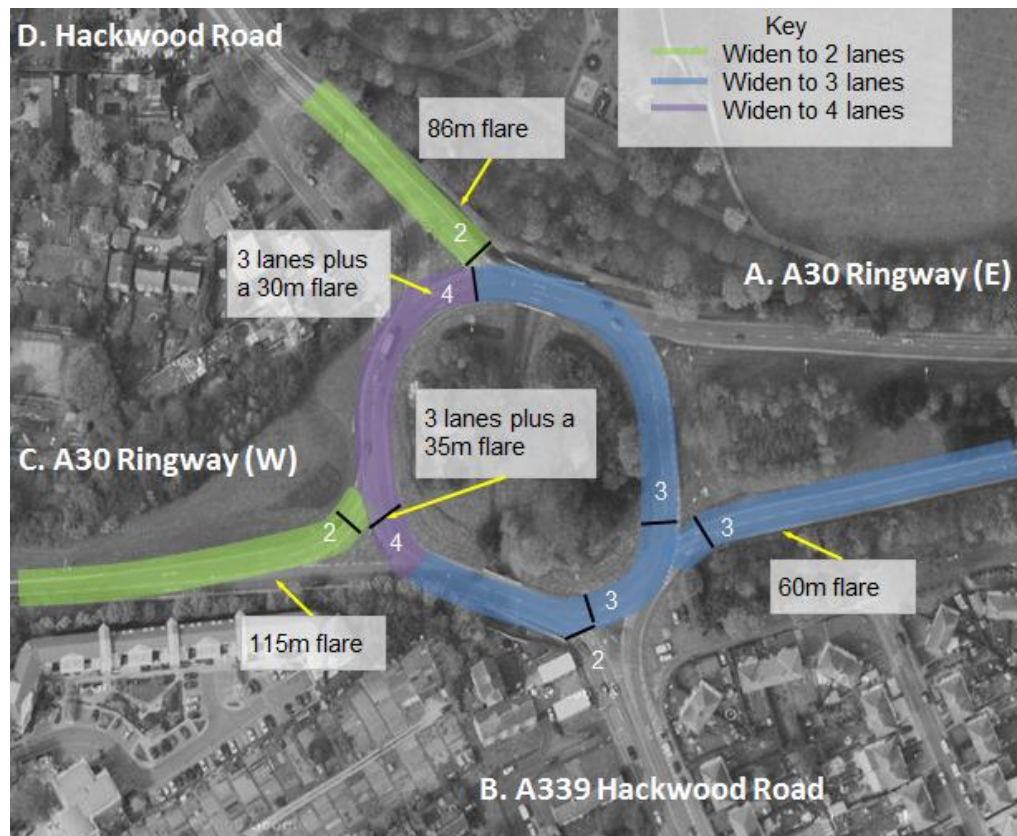 D. Hackwood Road
Key
Widen to 2 lanes
Widen to 3 lanes
Widen to 4 lanes
86m flare
2
3 lanes plus
a 30m flare
4
A. A30 Ringway (E)
3 lanes plus a
35m flare
C. A30 Ringway (W)
3
2
4
3
60m flare
3
115m flare
2
B. A339 Hackwood Road